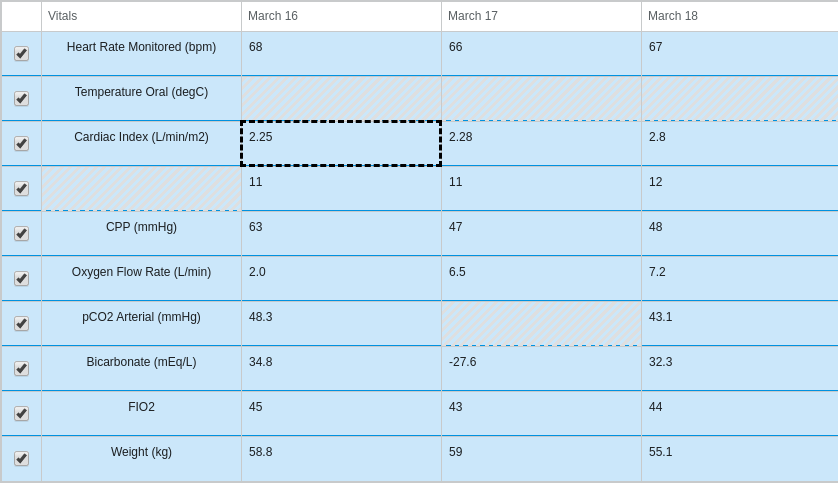 Vitals March 16 March 17 March 18
Heart Rate Monitored (bpm) 68 66 67
Temperature Oral (degC)
Cardiac Index (L/min/m2) 2.25 2.28 2.8
11 11 12
CPP (mmHg) 63 47 48
Oxygen Flow Rate (L/min) 2.0 6.5 7.2
pCO2 Arterial (mmHg) 48.3 43.1
Bicarbonate (mEq/L) 34.8 -27.6 32.3
FIO2 45 43 44
Weight (kg) 58.8 59 55.1